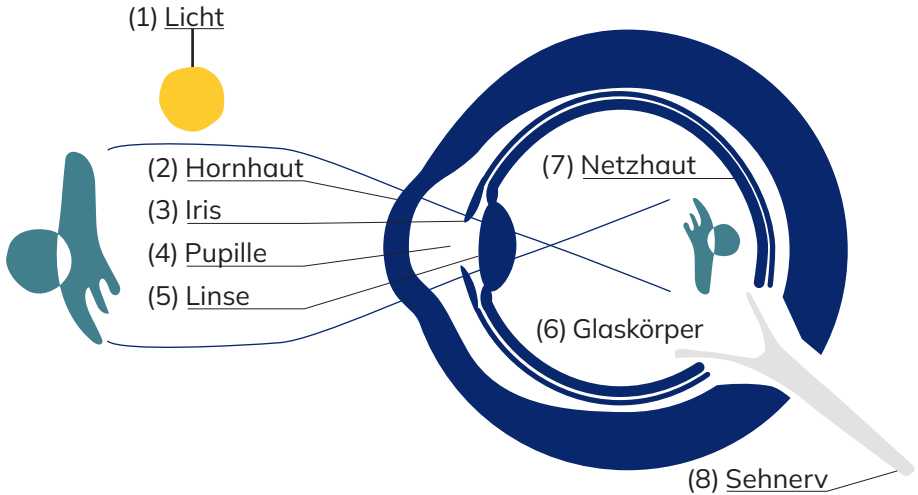 (1) Licht
(2) Hornhaut
(3) Iris
(4) Pupille
(5) Linse
(6) Glaskörper
(7) Netzhaut
(8) Sehnerv